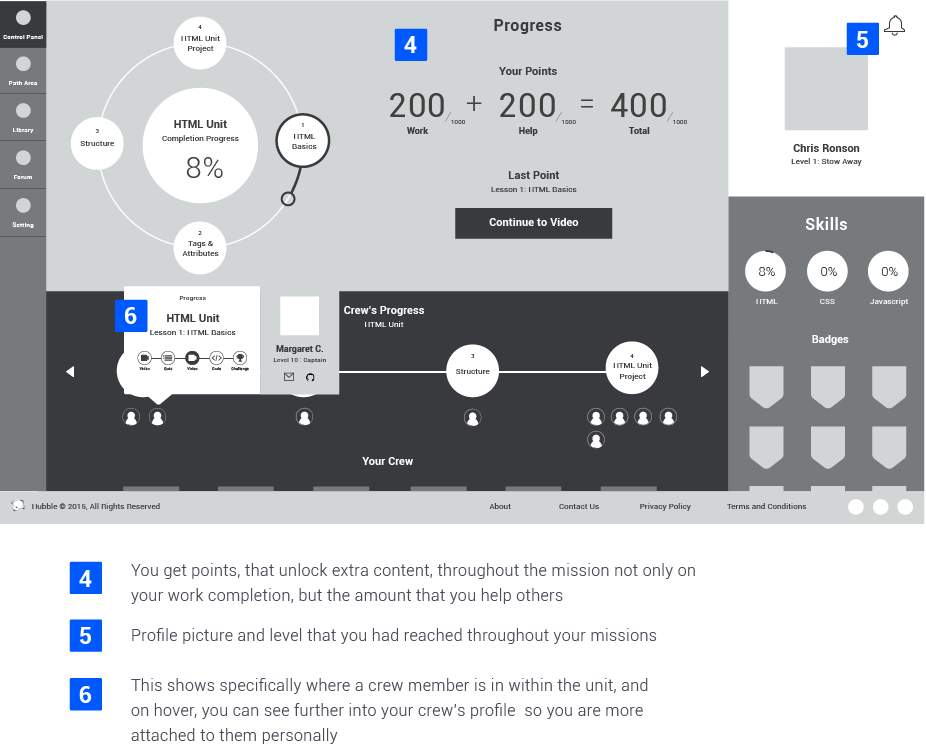 Control Panel
Path Area
Library
Forum
Setting
4
HTML Unit
Project
3
Structure
HTML Unit
Completion Progress
8%
1
HTML
Basics
2
Tags &
Attributes
4
Progress
Your Points
200/1000 + 200/1000 = 400/1000
Work Help Total
Last Point
Lesson 1: HTML Basics
Continue to Video
5
Chris Ronson
Level 1: Stow Away
Skills
8% 0% 0%
HTML CSS Javascript
Badges
6
Progress
HTML Unit
Lesson 1: HTML Basics
Video Quiz Video Code Challenge
Margaret C.
Level 10 : Captain
Crew's Progress
HTML Unit
3
Structure
4
HTML Unit
Project
Your Crew
Hubble © 2015, All Rights Reserved
About Contact Us Privacy Policy Terms and Conditions
4 You get points, that unlock extra content, throughout the mission not only on
your work completion, but the amount that you help others
5 Profile picture and level that you had reached throughout your missions
6 This shows specifically where a crew member is in within the unit, and
on hover, you can see further into your crew's profile so you are more
attached to them personally